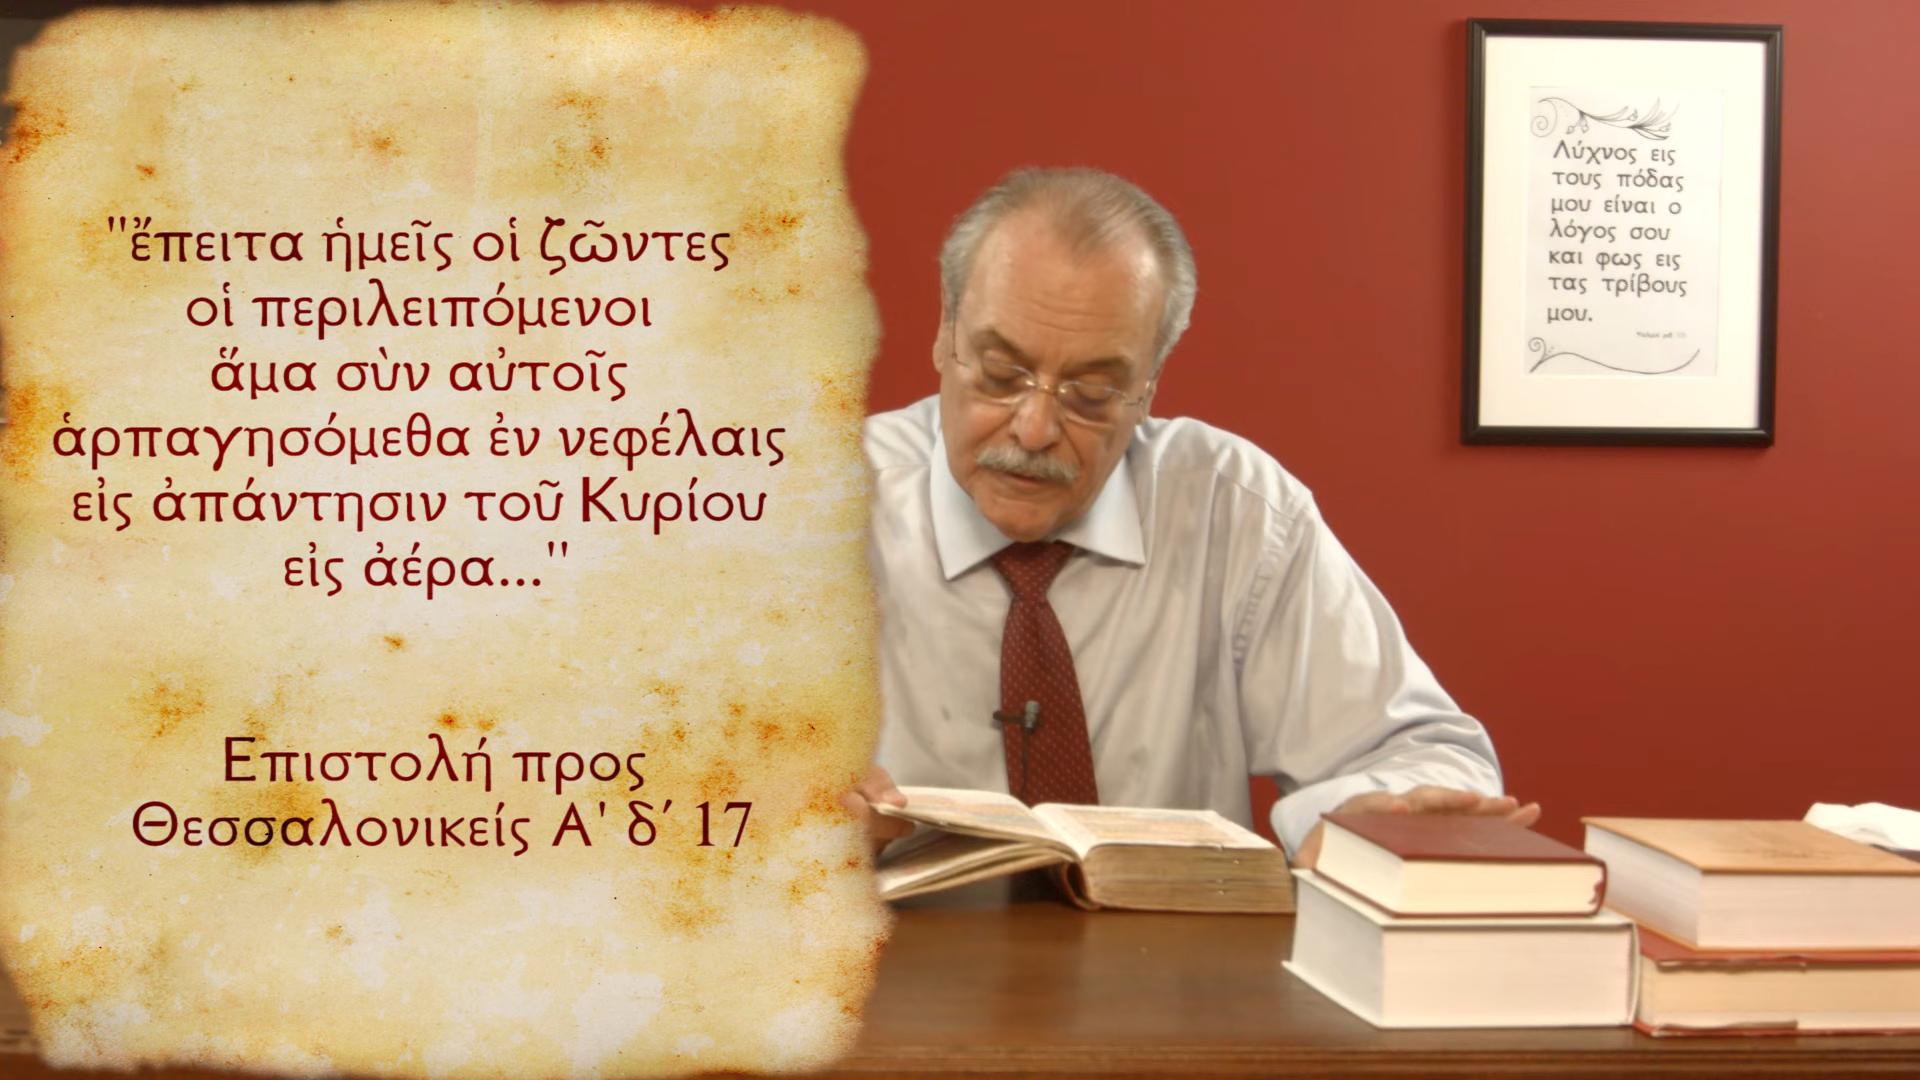 "ἔπειτα ἡμεῖς οἱ ζῶντες
οἱ περιλειπόμενοι
ἅμα σὺν αὐτοῖς
ἁρπαγησόμεθα ἐν νεφέλαις
εἰς ἀπάντησιν τοῦ Κυρίου
εἰς ἀέρα..."
Επιστολή προς
Θεσσαλονικείς Α' δ΄ 17
Λύχνος εις
τους πόδας
μου είναι ο
λόγος σου
και φως εις
τας τρίβους
μου.